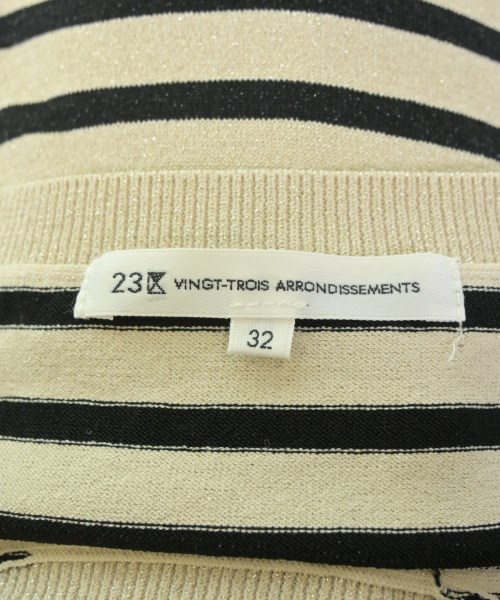 23区 VINGT-TROIS ARRONDISSEMENTS
32